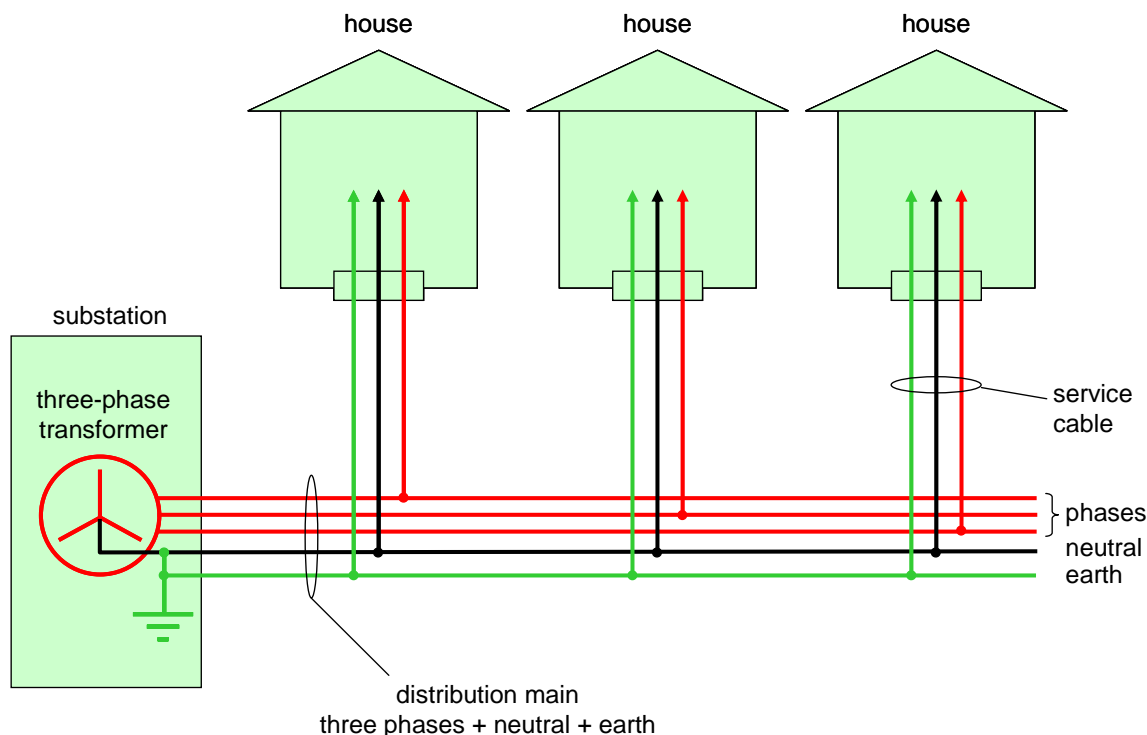 house
house
house
substation
three-phase
transformer
service
cable
phases
neutral
earth
distribution main
three phases + neutral + earth